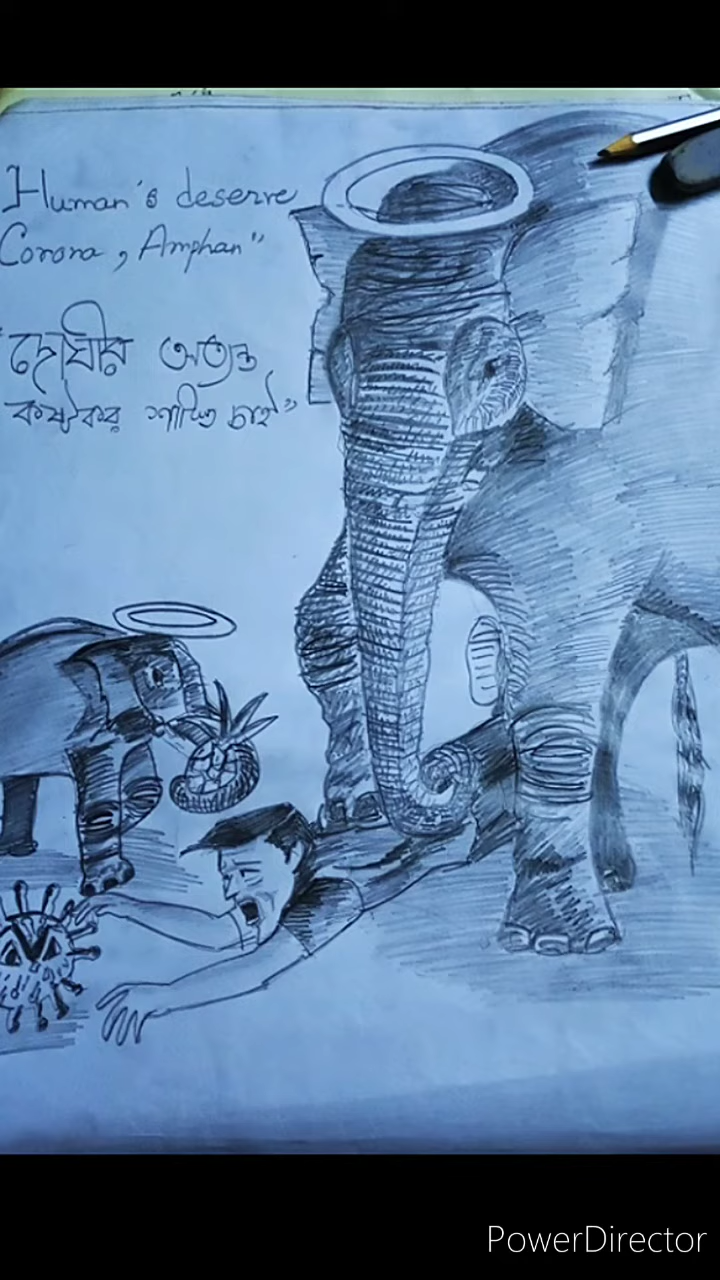 "Human's deserve
Corona, Amphan"
"দোষীর অত্যন্ত
কষ্টকর শাস্তি চাই"
PowerDirector